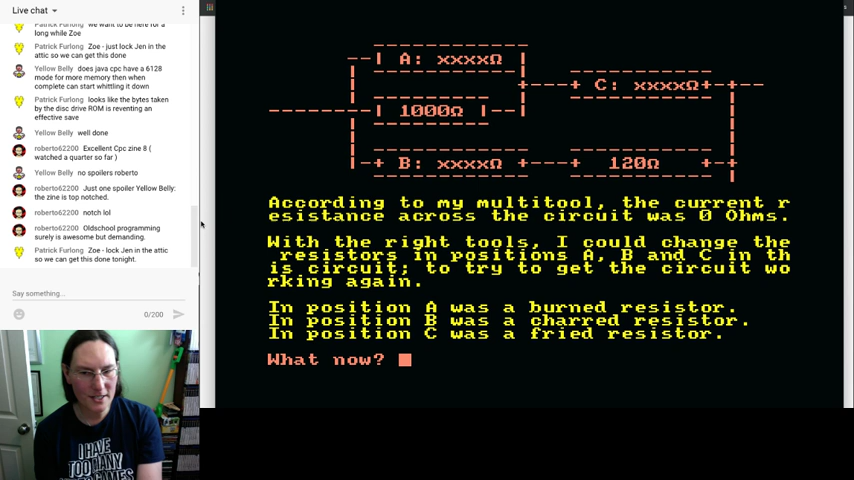 Live chat
Patrick Furlong we want to be here for a
long while Zoe
Patrick Furlong Zoe - just lock Jen in the
attic so we can get this done
Yellow Belly does java cpc have a 6128
mode for more memory then when
complete can start whittling it down
Patrick Furlong looks like the bytes taken
by the disc drive ROM is reventing an
effective save
Yellow Belly well done
roberto62200 Excellent Cpc zine 8 (
watched a quarter so far )
Yellow Belly no spoilers roberto
roberto62200 Just one spoiler Yellow Belly:
the zine is top notched.
roberto62200 notch lol
roberto62200 Oldschool programming
surely is awesome but demanding.
Patrick Furlong Zoe - lock Jen in the attic
so we can get this done tonight.
Say something...
0/200
I HAVE
TOO MANY
GAMES
A: xxxxΩ
C: xxxxΩ
1000Ω
B: xxxxΩ
120Ω
According to my multitool, the current r
esistance across the circuit was 0 Ohms.
With the right tools, I could change the
resistors in positions A, B and C in th
is circuit; to try to get the circuit wo
rking again.
In position A was a burned resistor.
In position B was a charred resistor.
In position C was a fried resistor.
What now?